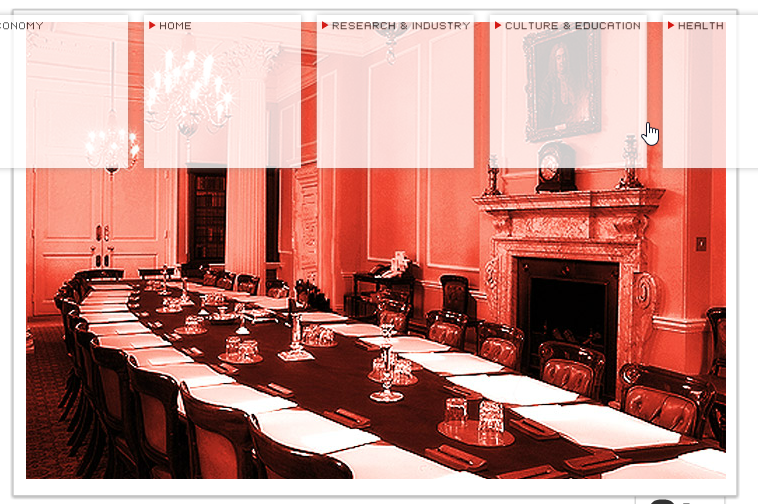 ONOMY
HOME
RESEARCH & INDUSTRY
CULTURE & EDUCATION
HEALTH